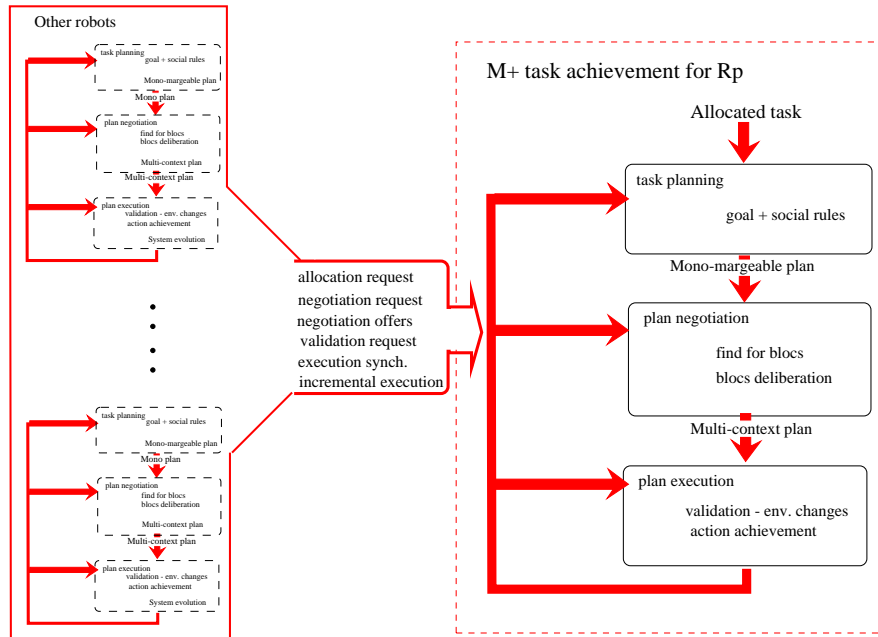 Other robots
task planning
goal + social rules
Mono-margeable plan
Mono plan
plan negotiation
find for blocs
blocs deliberation
Multi-context plan
Multi-context plan
plan execution
validation - env. changes
action achievement
System evolution
task planning
goal + social rules
Mono-margeable plan
Mono plan
plan negotiation
find for blocs
blocs deliberation
Multi-context plan
Multi-context plan
plan execution
validation - env. changes
action achievement
System evolution
allocation request
negotiation request
negotiation offers
validation request
execution synch.
incremental execution
M+ task achievement for Rp
Allocated task
task planning
goal + social rules
Mono-margeable plan
plan negotiation
find for blocs
blocs deliberation
Multi-context plan
plan execution
validation - env. changes
action achievement